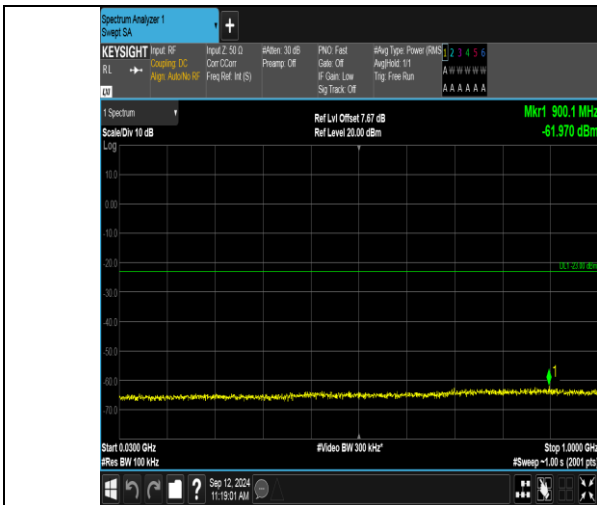 Spectrum Analyzer 1
Swept SA
+
KEYSIGHT Input: RF Input Z: 50 Ω #Atten: 30 dB PNO: Fast #Avg Type: Power (RMS 1 2 3 4 5 6
RL Coupling: DC Corr CCorr Preamp: Off Gate: Off Avg|Hold: 1/1 A W W W W W
Align: Auto/No RF Freq Ref: Int (S) IF Gain: Low Trig: Free Run
LXI Sig Track: Off A A A A A A
1 Spectrum Ref Lvl Offset 7.67 dB Mkr1 900.1 MHz
Scale/Div 10 dB Ref Level 20.00 dBm -61.970 dBm
Log
10.0
0.00
-10.0
-20.0
DL1 -23.00 dBm
-30.0
-40.0
-50.0
1
-60.0
-70.0
Start 0.0300 GHz #Video BW 300 kHz* Stop 1.0000 GHz
#Res BW 100 kHz #Sweep ~1.00 s (2001 pts)
? Sep 12, 2024
11:19:01 AM